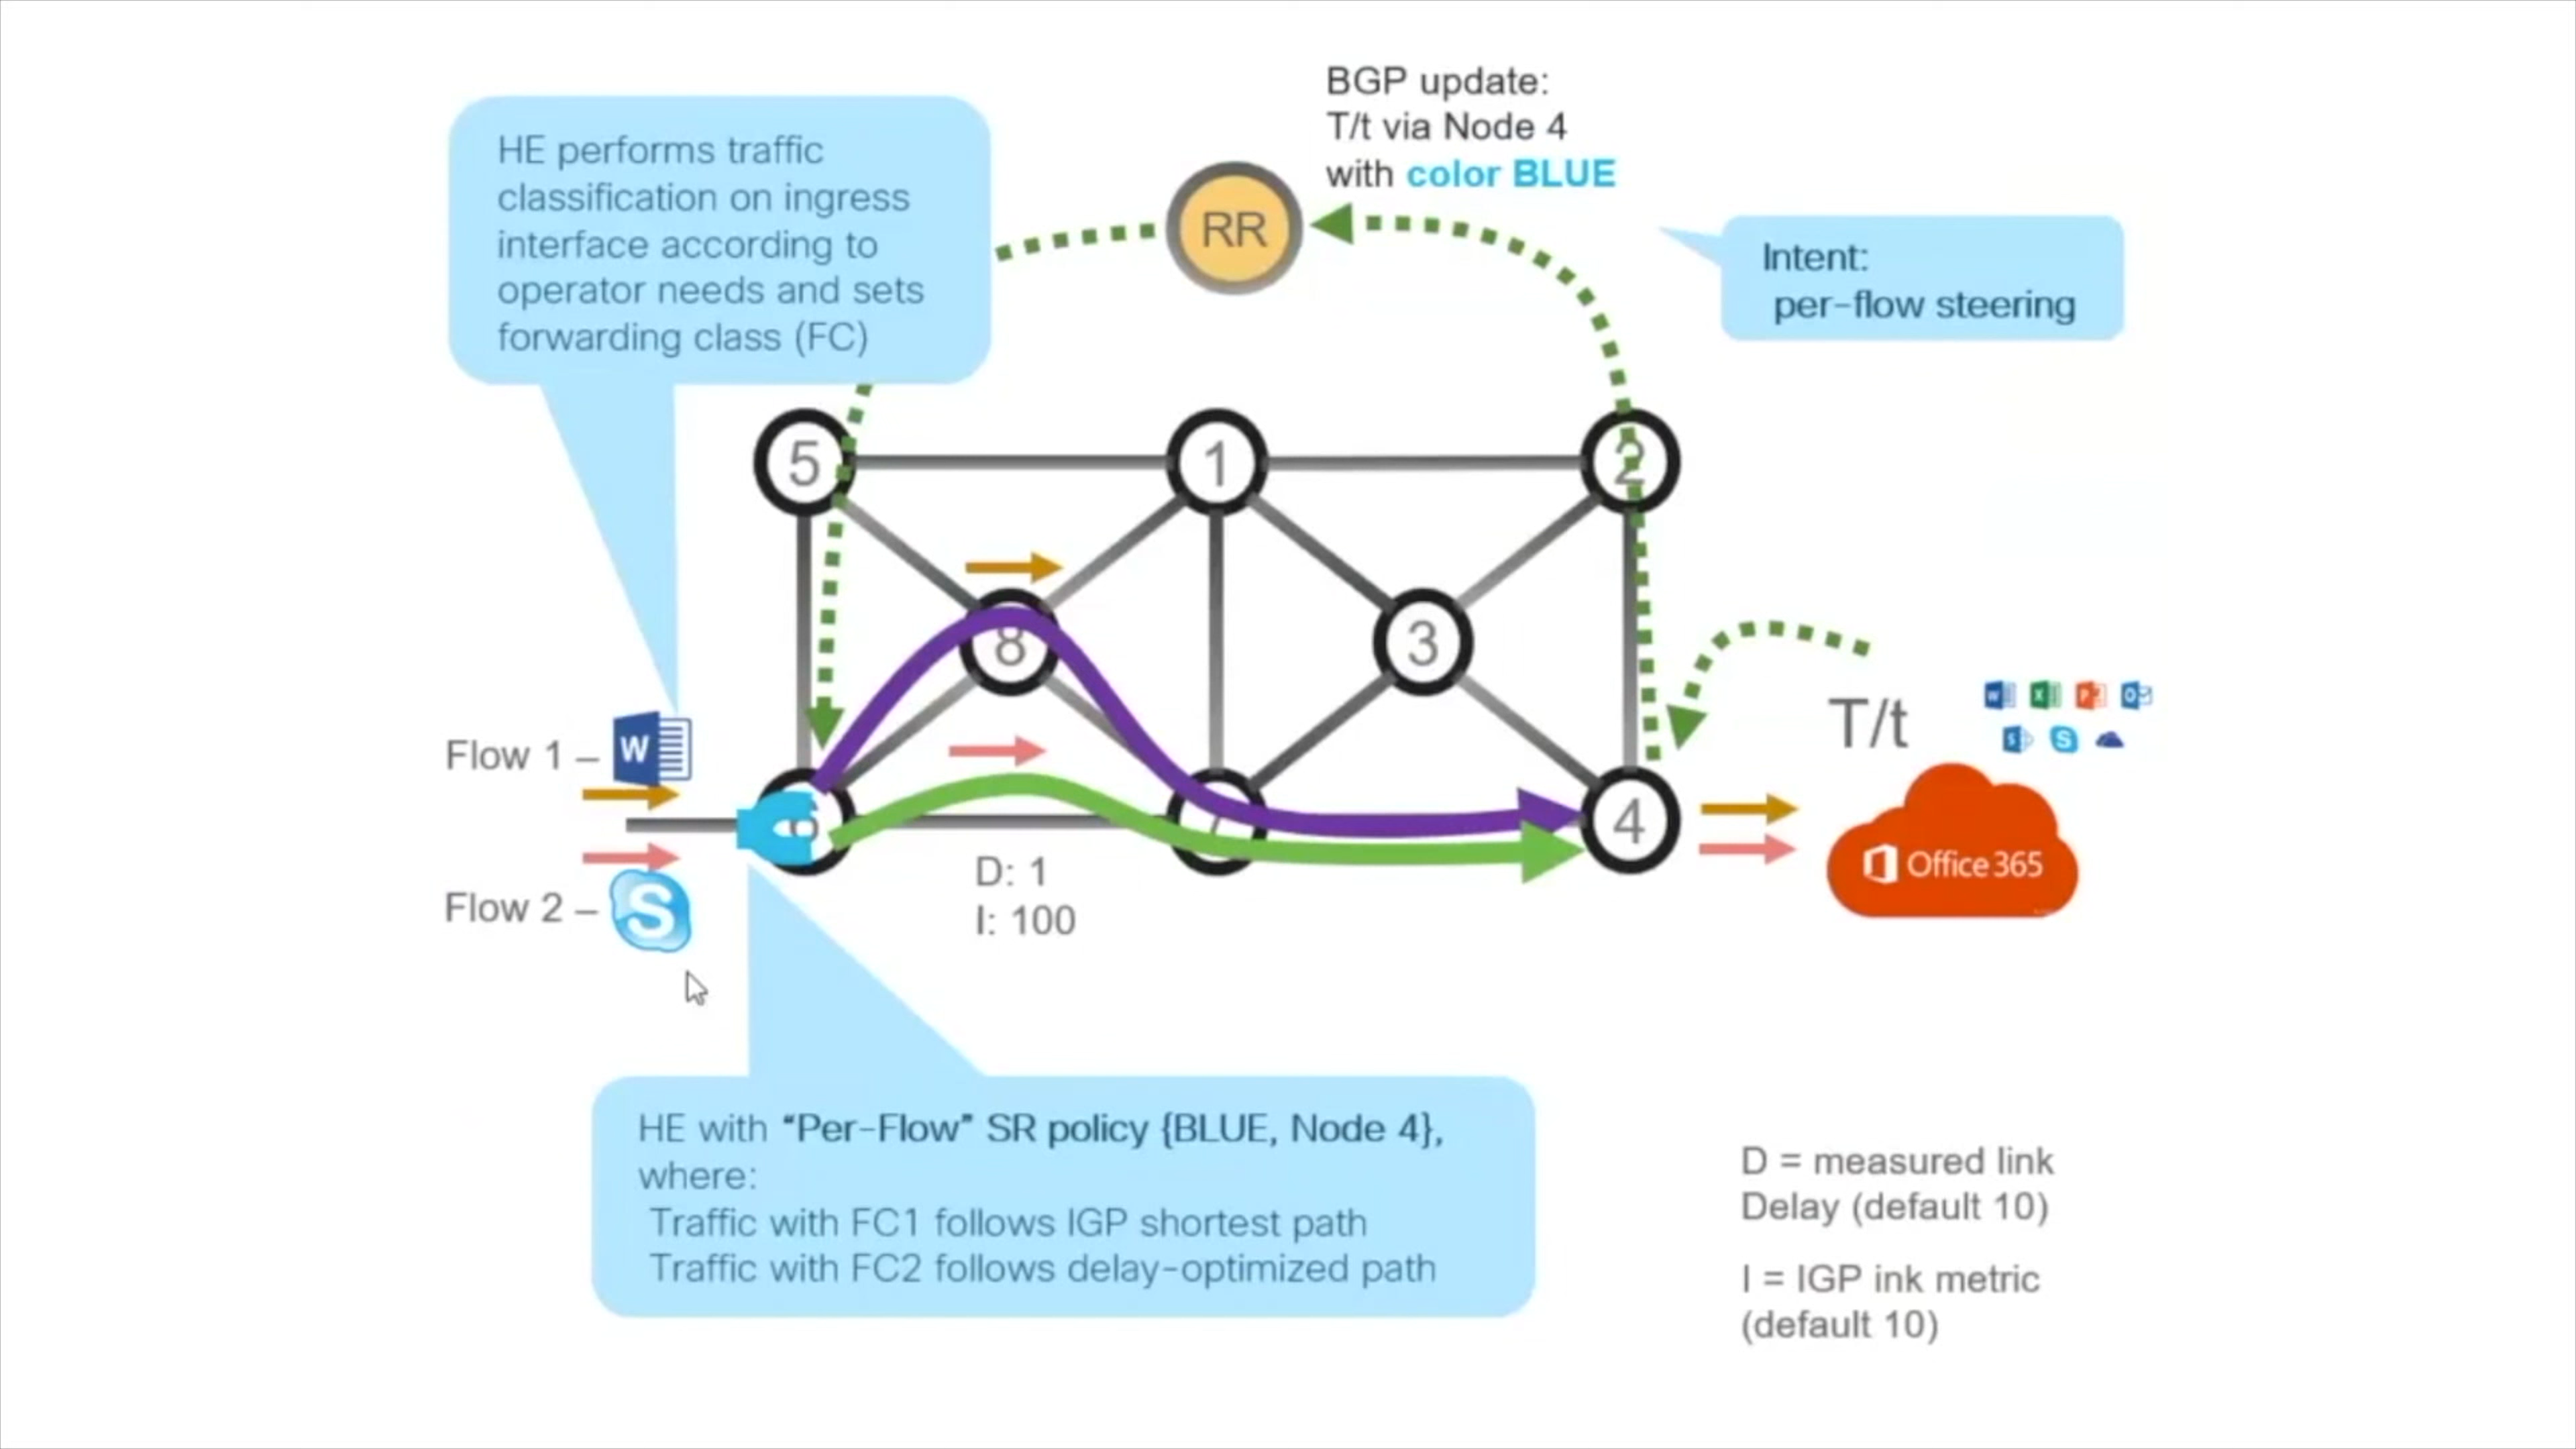 BGP update:
T/t via Node 4
with color BLUE
HE performs traffic
classification on ingress
interface according to
operator needs and sets
forwarding class (FC)
RR
Intent:
per-flow steering
5
1
2
8
3
Flow 1 –
W
T/t
W
X
P
O
S
S
6
7
4
Office 365
D: 1
I: 100
Flow 2 –
S
HE with “Per-Flow” SR policy {BLUE, Node 4},
where:
Traffic with FC1 follows IGP shortest path
Traffic with FC2 follows delay-optimized path
D = measured link
Delay (default 10)
I = IGP ink metric
(default 10)